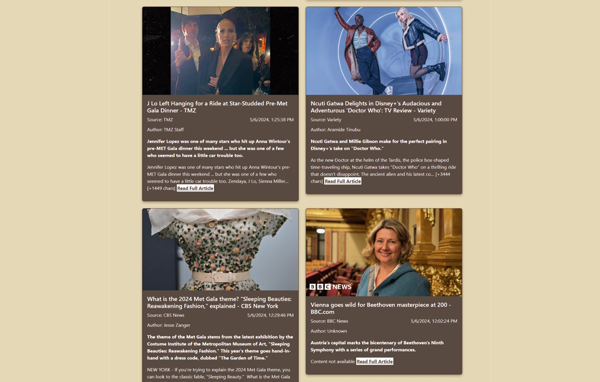 J Lo Left Hanging for a Ride at Star-Studded Pre-Met
Gala Dinner - TMZ
Source: TMZ 5/6/2024, 1:25:38 PM
Author: TMZ Staff
Jennifer Lopez was one of many stars who hit up Anna Wintour's
pre-MET Gala dinner this weekend ... but she was one of a few
who seemed to have a little car trouble too.
Jennifer Lopez was one of many stars who hit up Anna Wintour's pre-
MET Gala dinner this weekend ... but she was one of a few who
seemed to have a little car trouble too. Zendaya, J Lo, Sienna Miller...
[+1449 chars] Read Full Article
Ncuti Gatwa Delights in Disney+'s Audacious and
Adventurous 'Doctor Who': TV Review - Variety
Source: Variety 5/6/2024, 1:00:00 PM
Author: Aramide Tinubu
Ncuti Gatwa and Millie Gibson make for the perfect pairing in
Disney+'s take on "Doctor Who."
As the new Doctor at the helm of the Tardis, the police box-shaped
time-traveling ship, Ncuti Gatwa takes "Doctor Who" on a thrilling ride
that doesn't disappoint. The ancient alien and his latest co... [+3444
chars] Read Full Article
What is the 2024 Met Gala theme? "Sleeping Beauties:
Reawakening Fashion," explained - CBS New York
Source: CBS News 5/6/2024, 12:29:46 PM
Author: Jesse Zanger
The theme of the Met Gala stems from the latest exhibition by the
Costume Institute of the Metropolitan Museum of Art, "Sleeping
Beauties: Reawakening Fashion." This year's theme goes hand-in-
hand with a dress code, dubbed "The Garden of Time."
NEW YORK - If you're trying to explain the 2024 Met Gala theme, you
can look to the classic fable, "Sleeping Beauty." What is the Met Gala
BBC NEWS
Vienna goes wild for Beethoven masterpiece at 200 -
BBC.com
Source: BBC News 5/6/2024, 12:02:24 PM
Author: Unknown
Austria's capital marks the bicentenary of Beethoven's Ninth
Symphony with a series of grand performances.
Content not available Read Full Article